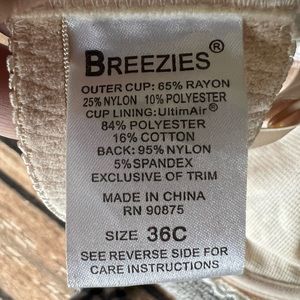 BREEZIES®
OUTER CUP: 65% RAYON
25% NYLON 10% POLYESTER
CUP LINING: UltimAir®
84% POLYESTER
16% COTTON
BACK: 95% NYLON
5% SPANDEX
EXCLUSIVE OF TRIM
MADE IN CHINA
RN 90875
SIZE 36C
SEE REVERSE SIDE FOR
CARE INSTRUCTIONS